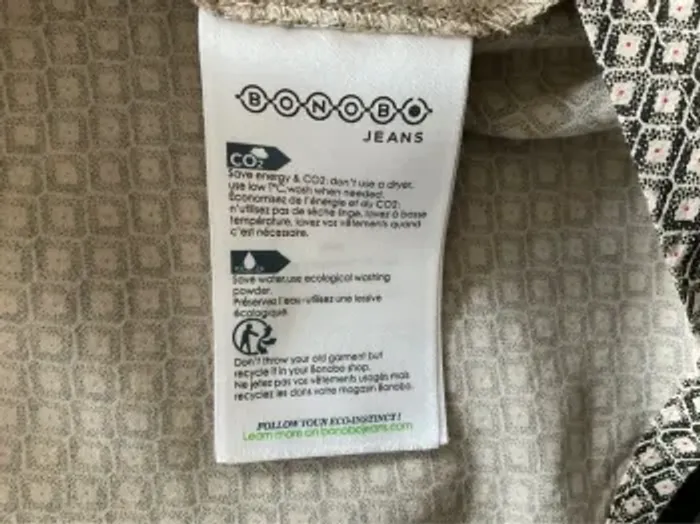 BONOBO
JEANS
CO2
Save energy & CO2: don't use a dryer,
use low T°C, wash when needed.
Économisez de l'énergie et du CO2:
n'utilisez pas de sèche linge, lavez à basse
température, lavez vos vêtements quand
c'est nécessaire.
Save water, use ecological washing
powder.
Préservez l'eau-utilisez une lessive
écologique.
Don't throw your old garment but
recycle it in your Bonobo shop.
Ne jetez pas vos vêtements usagés mais
recyclez les dans votre magasin Bonobo.
FOLLOW YOUR ECO-INSTINCT !
Learn more on bonobojeans.com